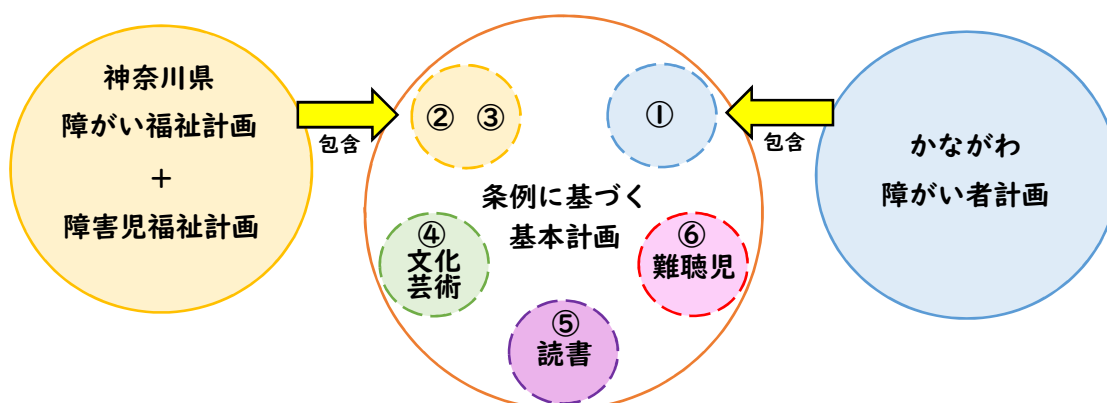 神奈川県
障がい福祉計画
+
障害児福祉計画
包含
② ③
①
条例に基づく
基本計画
④
文化
芸術
⑤
読書
⑥
難聴児
包含
かながわ
障がい者計画